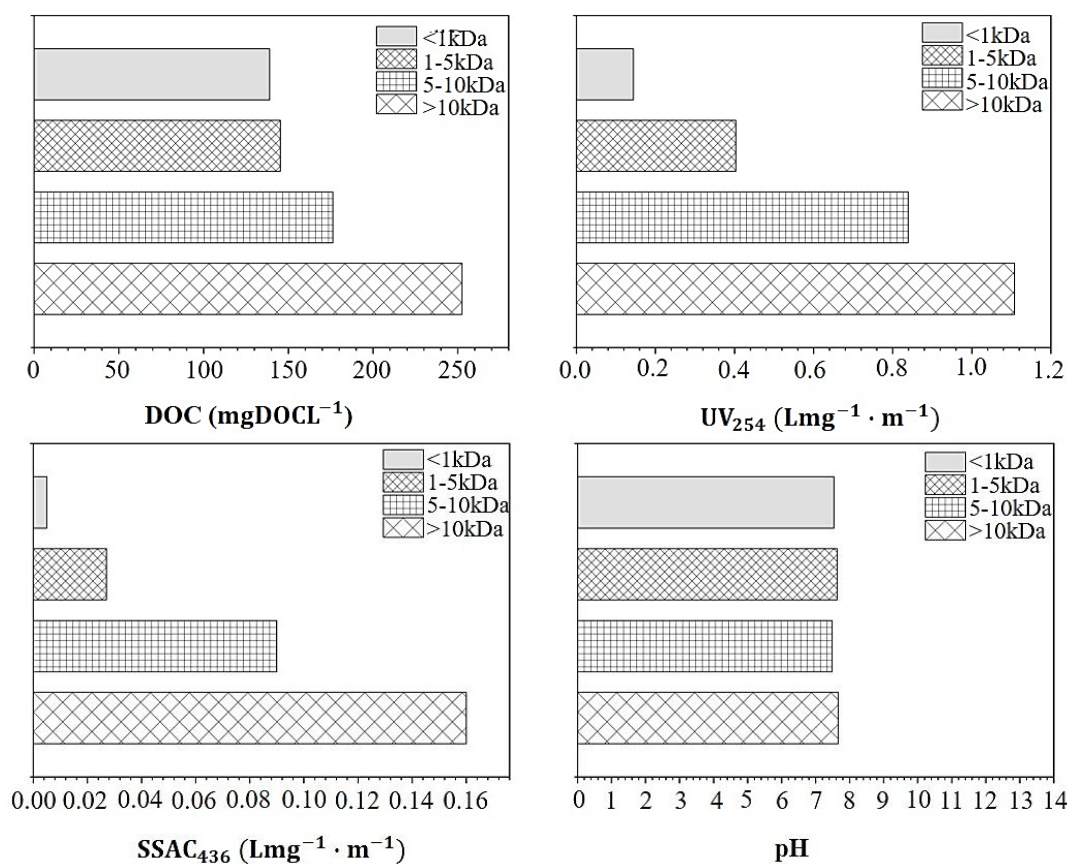 <1kDa
1-5kDa
5-10kDa
>10kDa
0 50 100 150 200 250
DOC (mgDOCL⁻¹)
<1kDa
1-5kDa
5-10kDa
>10kDa
0.0 0.2 0.4 0.6 0.8 1.0 1.2
UV₂₅₄ (Lmg⁻¹ · m⁻¹)
<1kDa
1-5kDa
5-10kDa
>10kDa
0.00 0.02 0.04 0.06 0.08 0.10 0.12 0.14 0.16
SSAC₄₃₆ (Lmg⁻¹ · m⁻¹)
<1kDa
1-5kDa
5-10kDa
>10kDa
0 1 2 3 4 5 6 7 8 9 10 11 12 13 14
pH